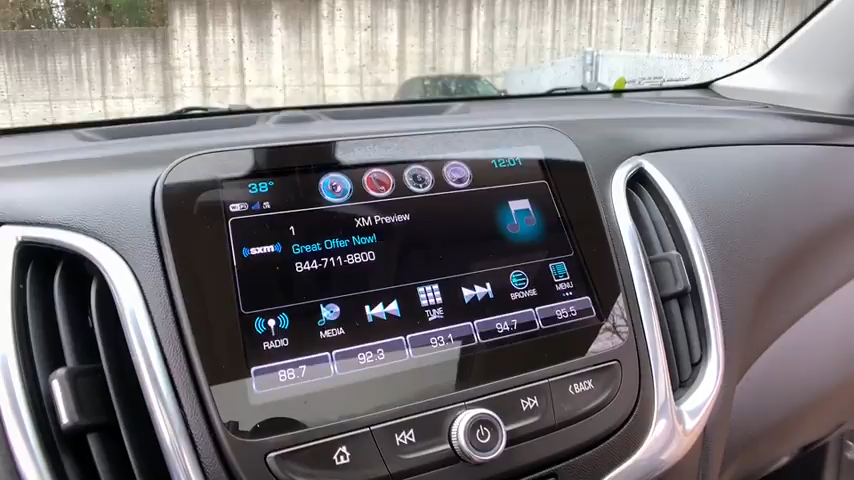 38°
12:01
1
XM Preview
((sxm))
Great Offer Now!
844-711-8800
RADIO
MEDIA
TUNE
BROWSE
MENU
88.7
92.3
93.1
94.7
95.5
BACK